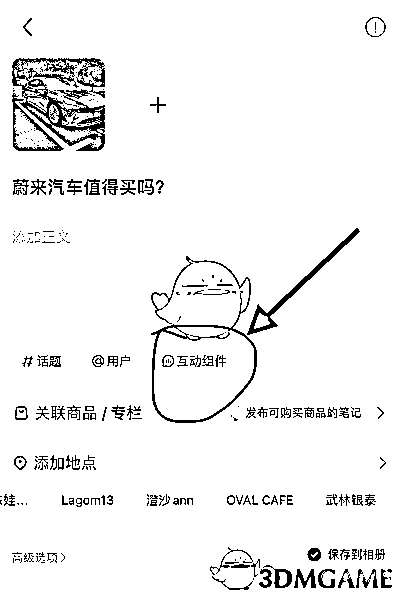 蔚来汽车值得买吗?
添加正文
# 话题 @用户 互动组件
关联商品 / 专栏 发布可购买商品的笔记
添加地点
娃... Lagom13 澄沙ann OVAL CAFE 武林银泰
高级选项 保存到相册
3DMGAME